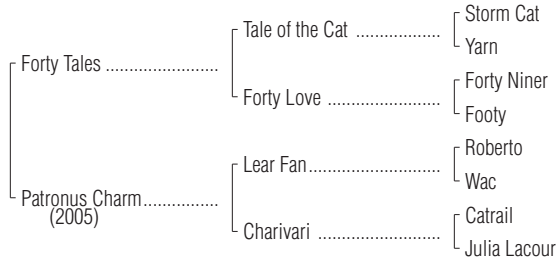 Storm Cat
Tale of the Cat ..................
Yarn
Forty Tales ........................
Forty Niner
Forty Love ........................
Footy
Roberto
Lear Fan............................
Wac
Patronus Charm................
(2005)
Catrail
Charivari ..........................
Julia Lacour